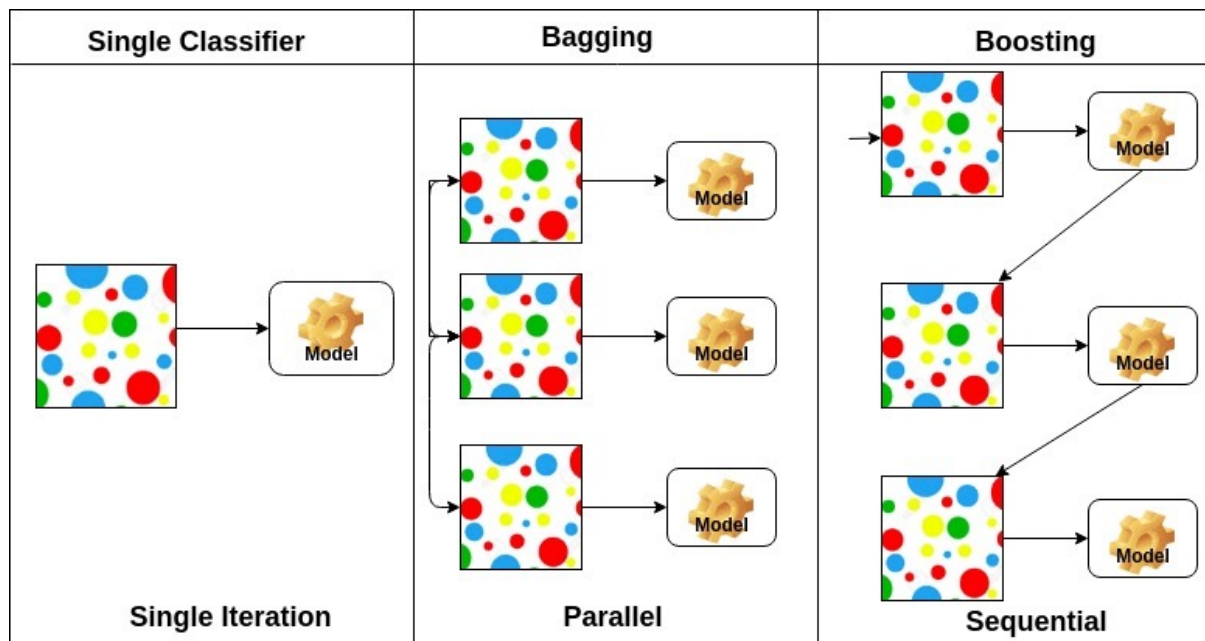 Single Classifier
Bagging
Boosting
Model
Model
Model
Model
Model
Model
Model
Single Iteration
Parallel
Sequential